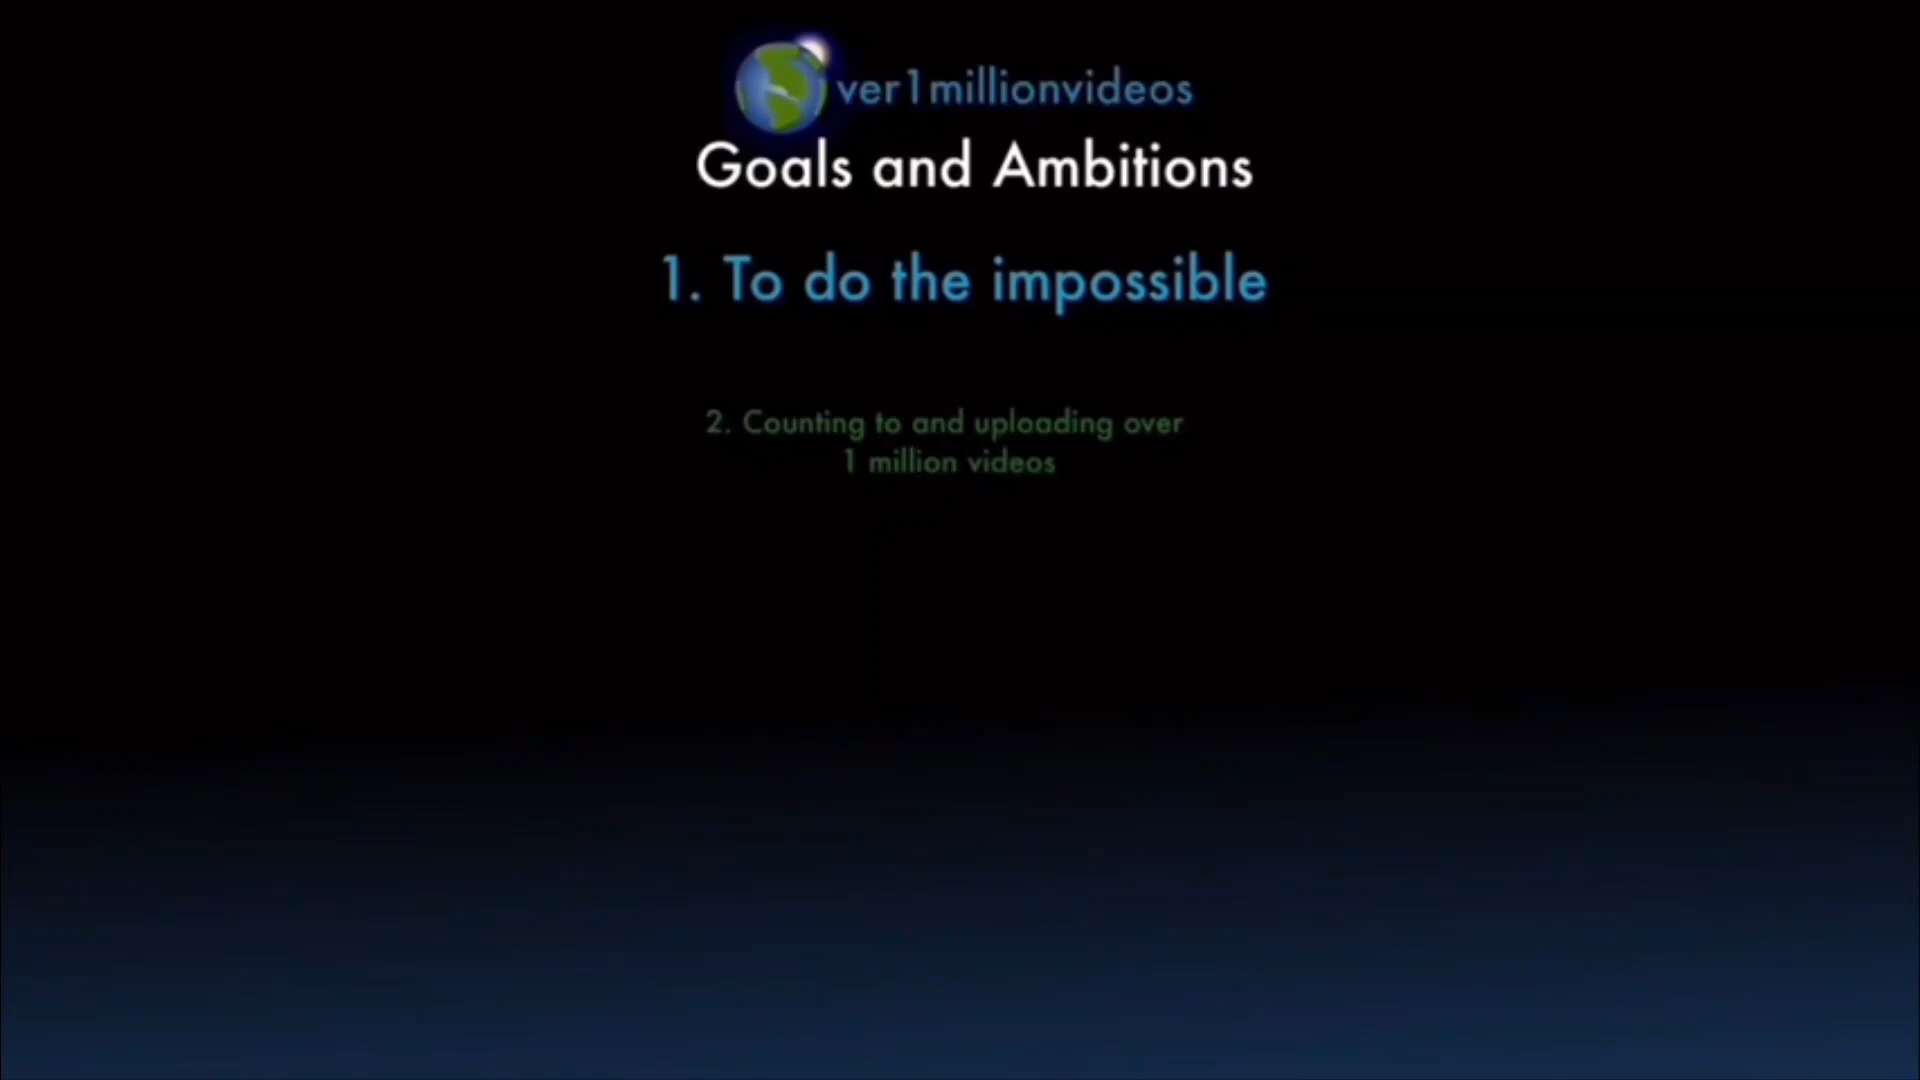 ver1millionvideos
Goals and Ambitions
1. To do the impossible
2. Counting to and uploading over
1 million videos